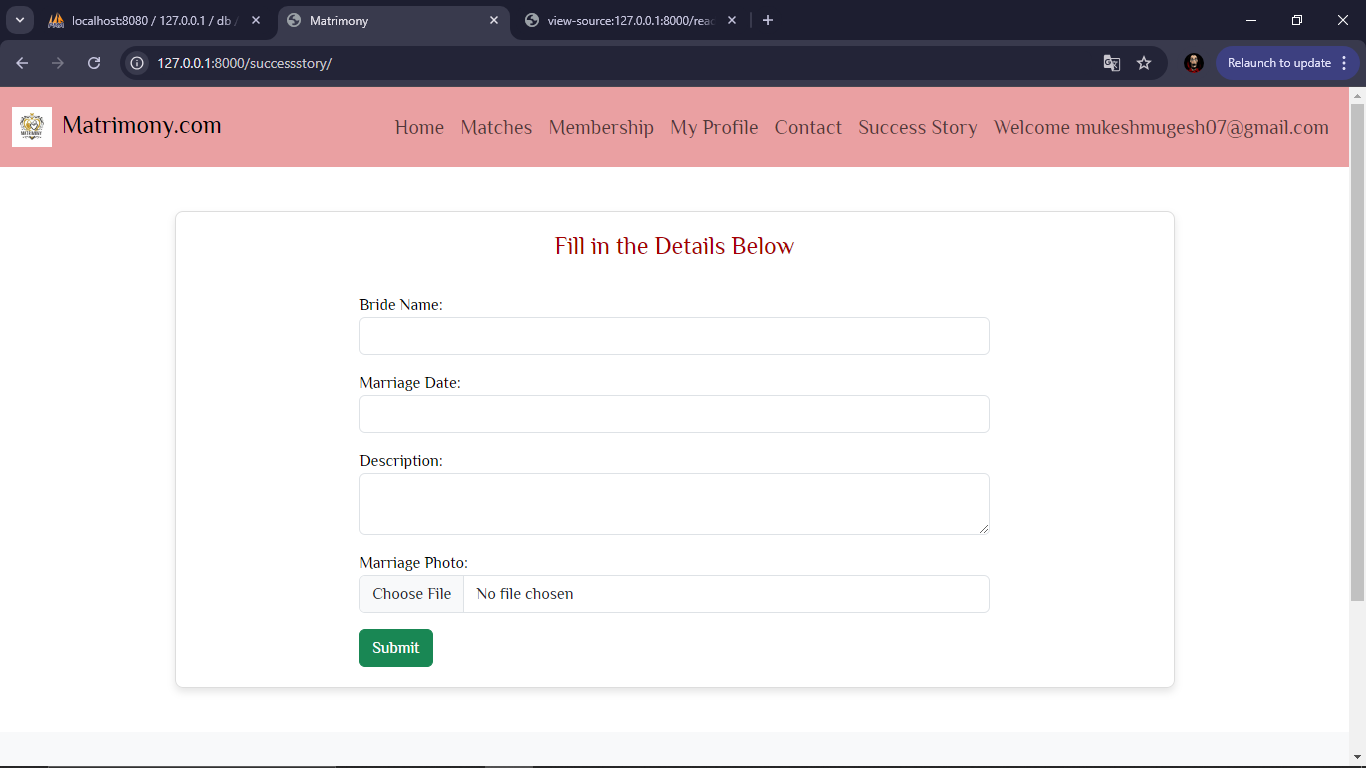 localhost:8080 / 127.0.0.1 / db /
Matrimony
view-source:127.0.0.1:8000/read
127.0.0.1:8000/successstory/
Relaunch to update
MATRIMONY
Matrimony.com
Home Matches Membership My Profile Contact Success Story Welcome mukeshmugesh07@gmail.com
Fill in the Details Below
Bride Name:
Marriage Date:
Description:
Marriage Photo:
Choose File No file chosen
Submit